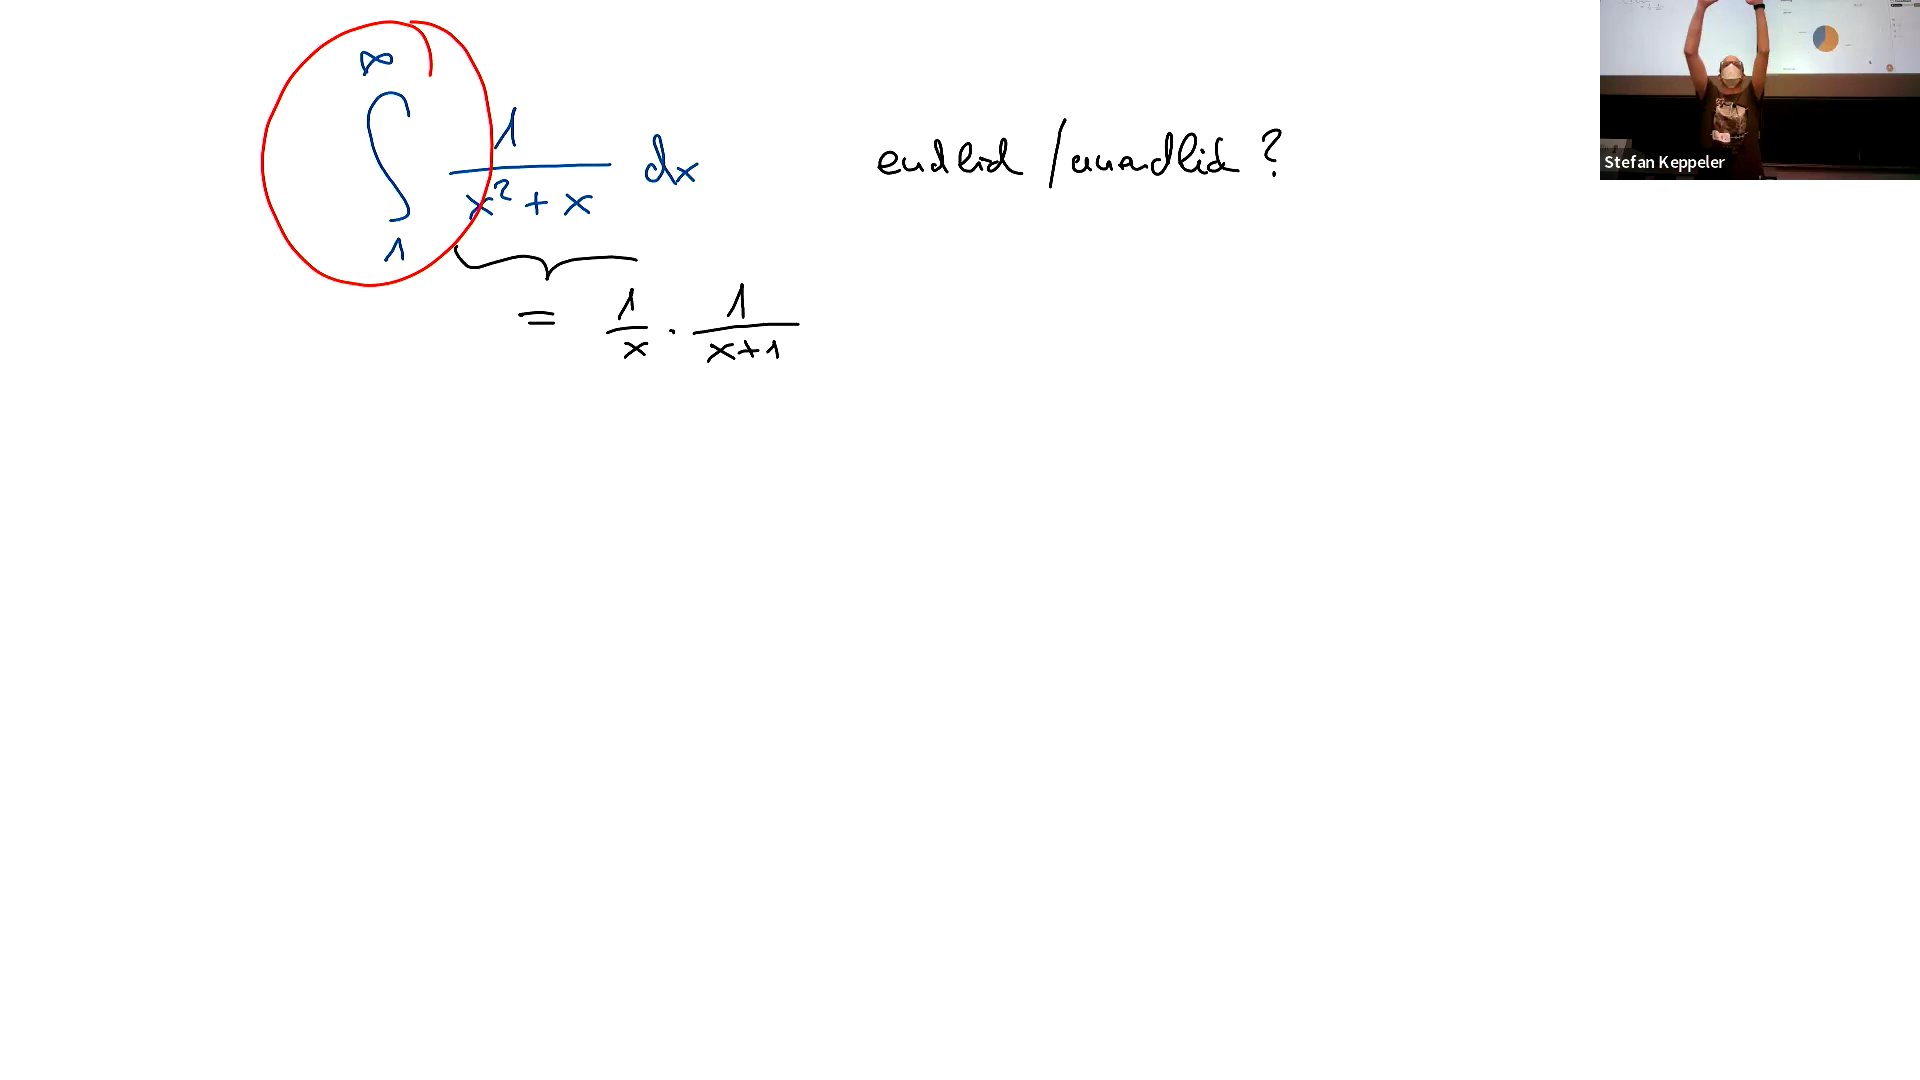 ∫₁^∞ 1/(x² + x) dx endlich / unendlich ?
= 1/x · 1/(x+1)
Stefan Keppeler